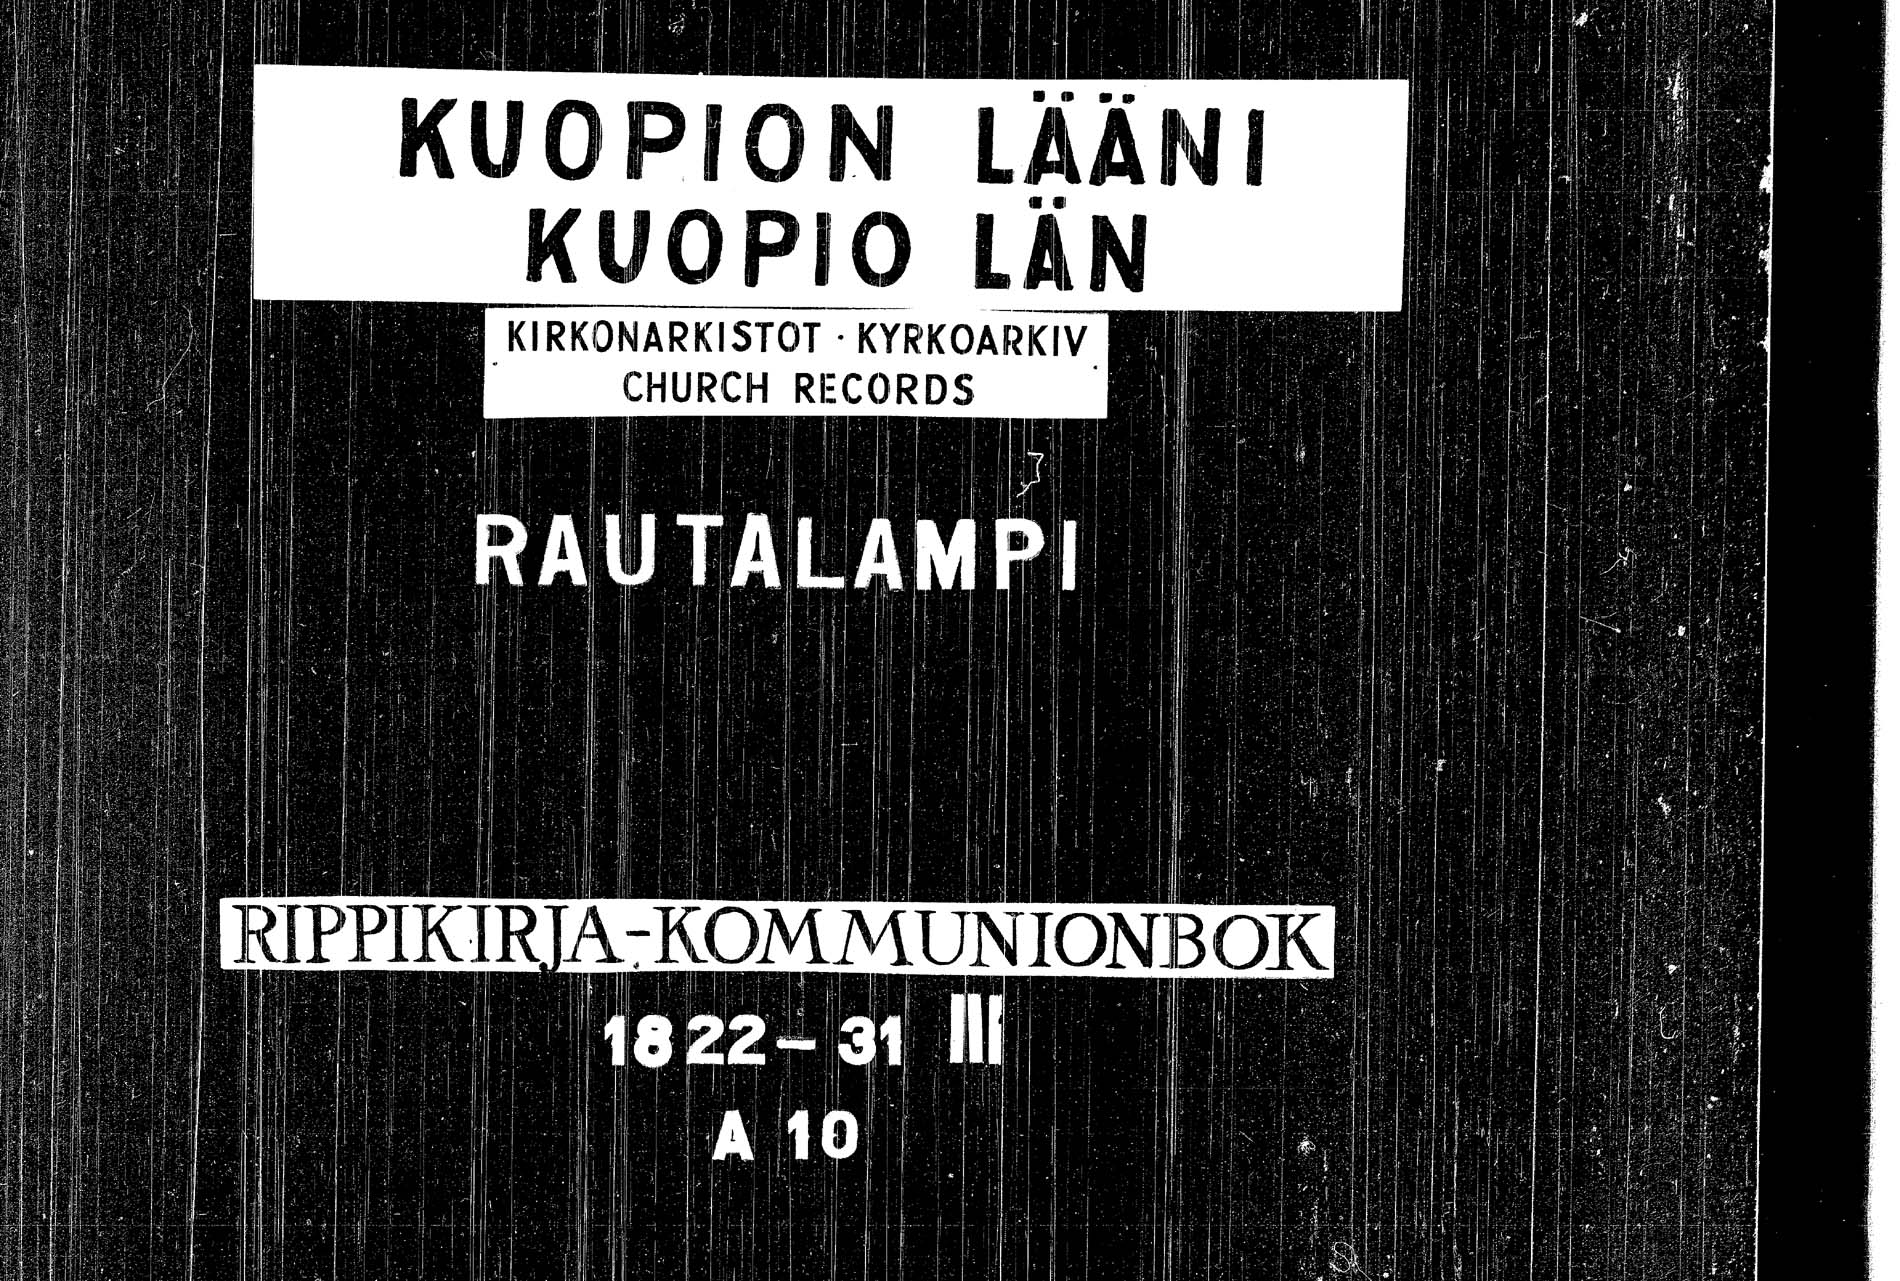 KUOPION LÄÄNI
KUOPIO LÄN
KIRKONARKISTOT · KYRKOARKIV
CHURCH RECORDS
RAUTALAMPI
RIPPIKIRJA-KOMMUNIONBOK
1822-31 III
A 10